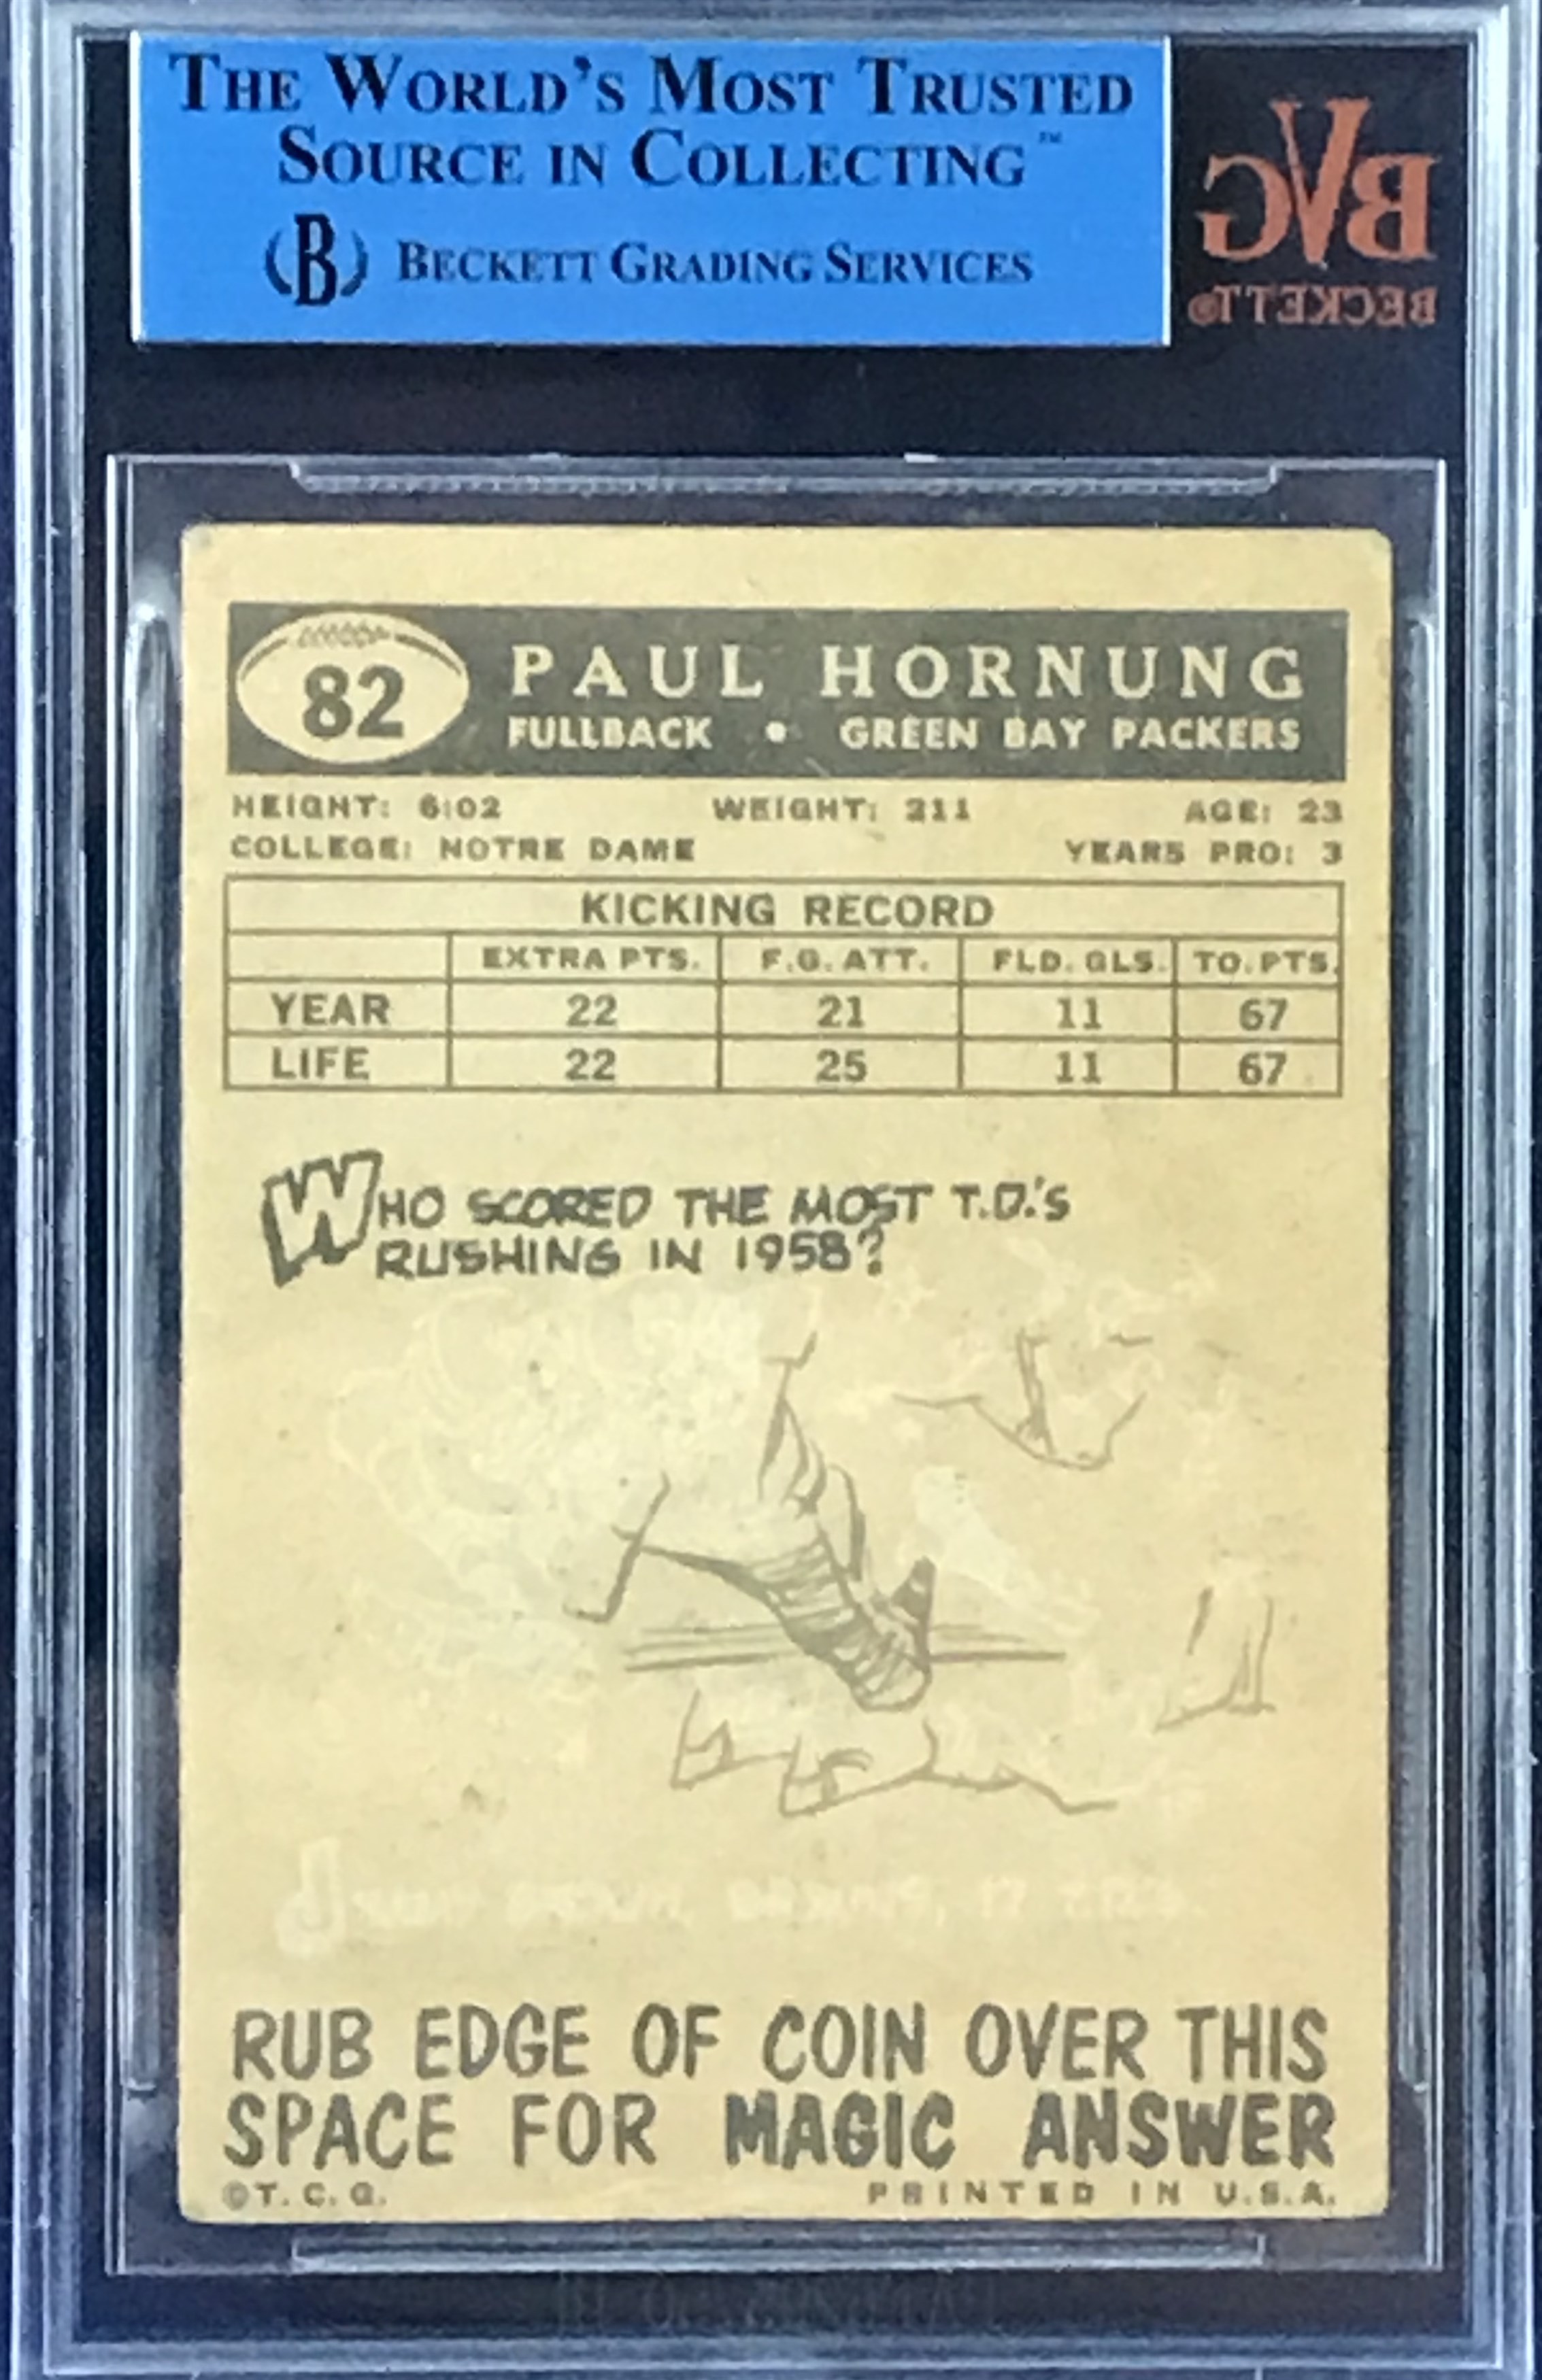 THE WORLD'S MOST TRUSTED
SOURCE IN COLLECTING™
B BECKETT GRADING SERVICES
BVG
BECKETT®
82
PAUL HORNUNG
FULLBACK • GREEN BAY PACKERS
HEIGHT: 6:02 WEIGHT: 211 AGE: 23
COLLEGE: NOTRE DAME YEARS PRO: 3
KICKING RECORD
EXTRA PTS. F.G. ATT. FLD. GLS. TO. PTS.
YEAR 22 21 11 67
LIFE 22 25 11 67
WHO SCORED THE MOST T.D.'S
RUSHING IN 1958?
RUB EDGE OF COIN OVER THIS
SPACE FOR MAGIC ANSWER
©T. C. G. PRINTED IN U.S.A.